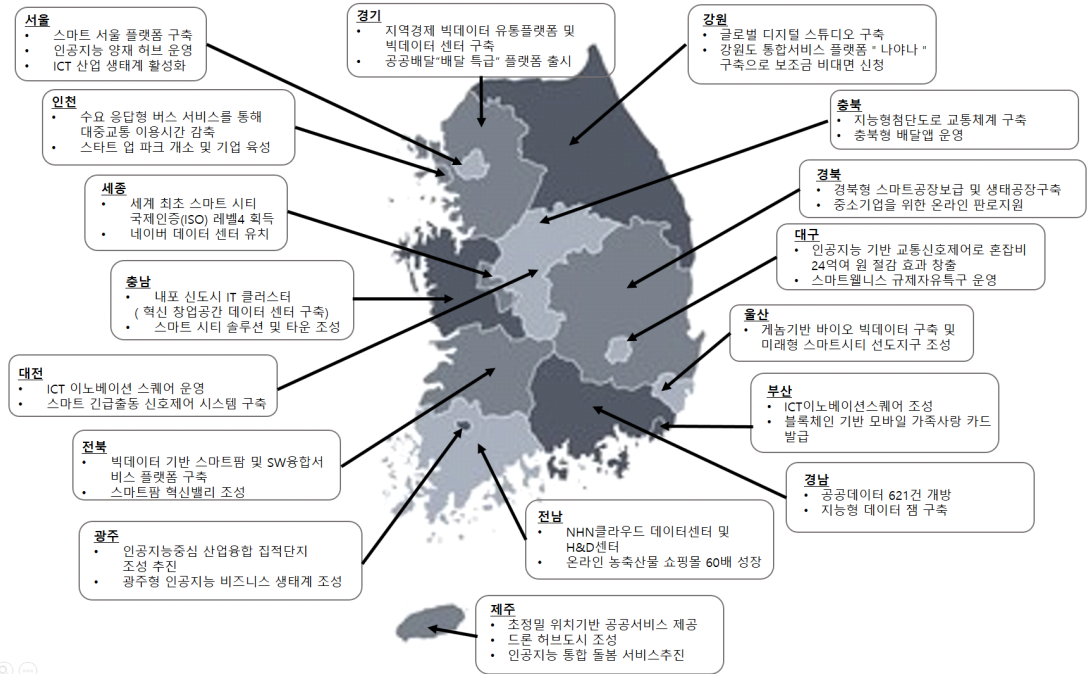 서울
• 스마트 서울 플랫폼 구축
• 인공지능 양재 허브 운영
• ICT 산업 생태계 활성화
경기
• 지역경제 빅데이터 유통플랫폼 및
빅데이터 센터 구축
• 공공배달“배달 특급” 플랫폼 출시
강원
• 글로벌 디지털 스튜디오 구축
• 강원도 통합서비스 플랫폼 " 나야나 "
구축으로 보조금 비대면 신청
인천
• 수요 응답형 버스 서비스를 통해
대중교통 이용시간 감축
• 스타트 업 파크 개소 및 기업 육성
충북
• 지능형첨단도로 교통체계 구축
• 충북형 배달앱 운영
세종
• 세계 최초 스마트 시티
국제인증(ISO) 레벨4 획득
• 네이버 데이터 센터 유치
경북
• 경북형 스마트공장보급 및 생태공장구축
• 중소기업을 위한 온라인 판로지원
대구
• 인공지능 기반 교통신호제어로 혼잡비
24억여 원 절감 효과 창출
• 스마트웰니스 규제자유특구 운영
충남
• 내포 신도시 IT 클러스터
( 혁신 창업공간 데이터 센터 구축)
• 스마트 시티 솔루션 및 타운 조성
울산
• 게놈기반 바이오 빅데이터 구축 및
미래형 스마트시티 선도지구 조성
대전
• ICT 이노베이션 스퀘어 운영
• 스마트 긴급출동 신호제어 시스템 구축
부산
• ICT이노베이션스퀘어 조성
• 블록체인 기반 모바일 가족사랑 카드
발급
전북
• 빅데이터 기반 스마트팜 및 SW융합서
비스 플랫폼 구축
• 스마트팜 혁신밸리 조성
경남
• 공공데이터 621건 개방
• 지능형 데이터 잼 구축
광주
• 인공지능중심 산업융합 집적단지
조성 추진
• 광주형 인공지능 비즈니스 생태계 조성
전남
• NHN클라우드 데이터센터 및
H&D센터
• 온라인 농축산물 쇼핑몰 60배 성장
제주
• 초정밀 위치기반 공공서비스 제공
• 드론 허브도시 조성
• 인공지능 통합 돌봄 서비스추진